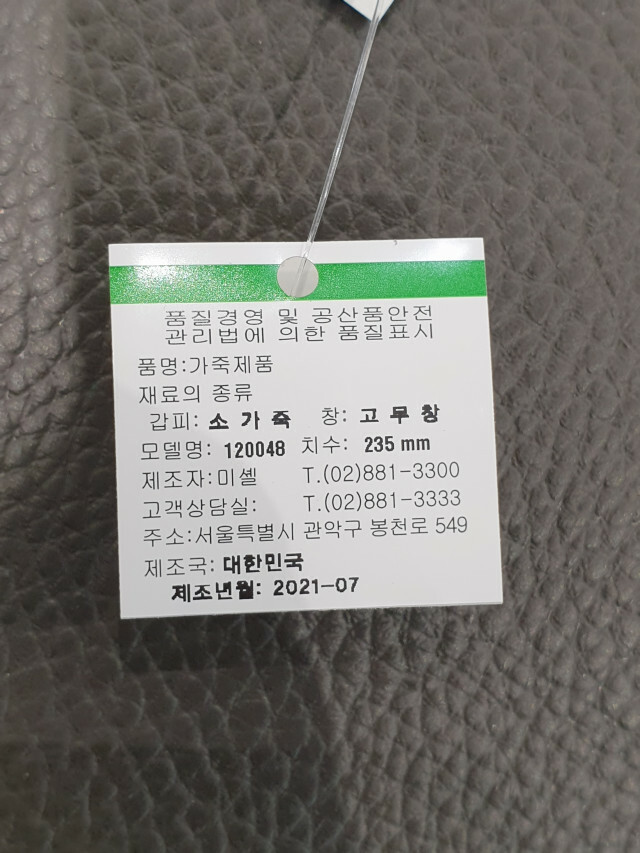 품질경영 및 공산품안전
관리법에 의한 품질표시
품명:가죽제품
재료의 종류
갑피: 소 가 죽 창: 고 무 창
모델명: 120048 치수: 235 mm
제조자:미셸 T.(02)881-3300
고객상담실: T.(02)881-3333
주소:서울특별시 관악구 봉천로 549
제조국: 대한민국
제조년월: 2021-07